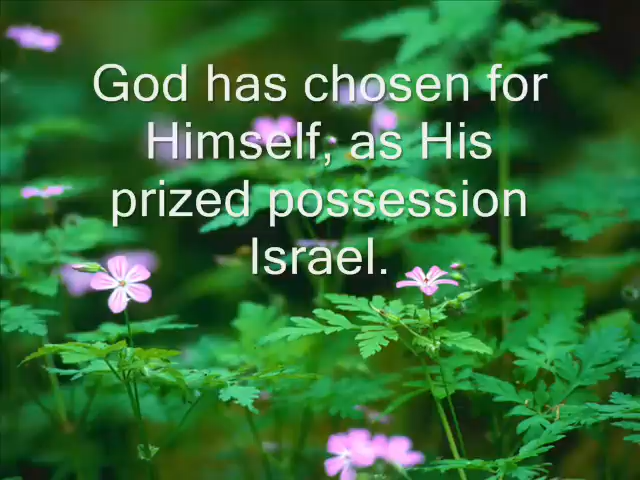 God has chosen for
Himself, as His
prized possession
Israel.